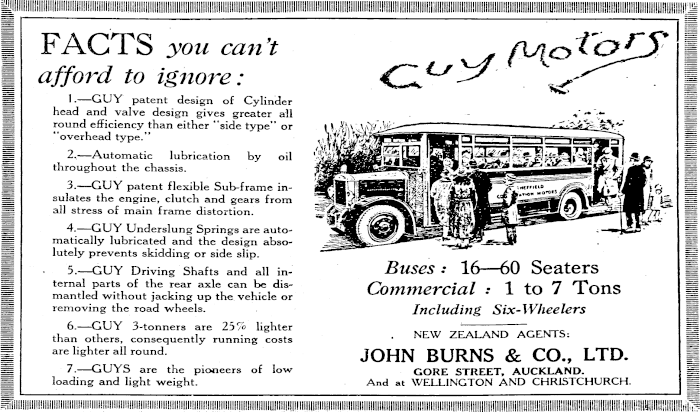 FACTS you can't
afford to ignore:
1.—GUY patent design of Cylinder
head and valve design gives greater all
round efficiency than either "side type" or
"overhead type."
2.—Automatic lubrication by oil
throughout the chassis.
3.—GUY patent flexible Sub-frame in-
sulates the engine, clutch and gears from
all stress of main frame distortion.
4.—GUY Underslung Springs are auto-
matically lubricated and the design abso-
lutely prevents skidding or side slip.
5.—GUY Driving Shafts and all in-
ternal parts of the rear axle can be dis-
mantled without jacking up the vehicle or
removing the road wheels.
6.—GUY 3-tonners are 25% lighter
than others, consequently running costs
are lighter all round.
7.—GUYS are the pioneers of low
loading and light weight.
Guy Motors
SHEFFIELD
MOTORS
Buses: 16—60 Seaters
Commercial: 1 to 7 Tons
Including Six-Wheelers
NEW ZEALAND AGENTS:
JOHN BURNS & CO., LTD.
GORE STREET, AUCKLAND.
And at WELLINGTON AND CHRISTCHURCH.